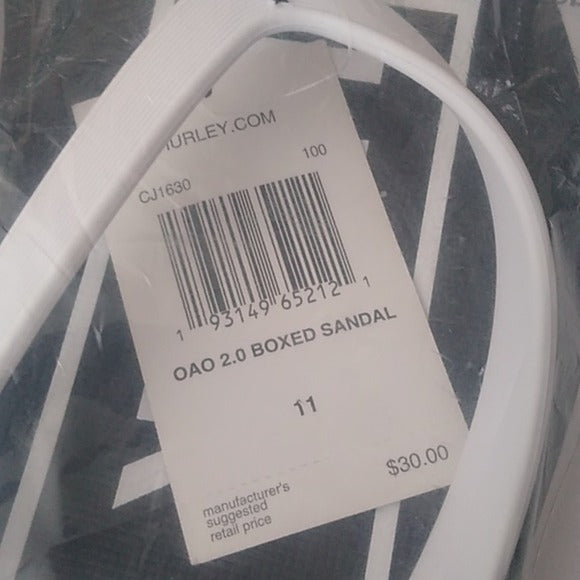 HURLEY.COM
CJ1630 100
1 93149 65212 1
OAO 2.0 BOXED SANDAL
11
$30.00
manufacturer's
suggested
retail price